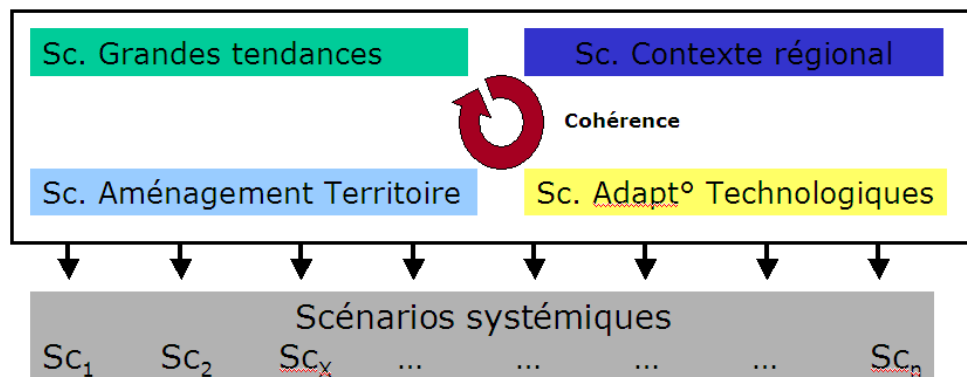 Sc. Grandes tendances
Sc. Contexte régional
Cohérence
Sc. Aménagement Territoire
Sc. Adapt° Technologiques
Scénarios systémiques
Sc₁ Sc₂ Scₓ ... ... ... ... Scₙ